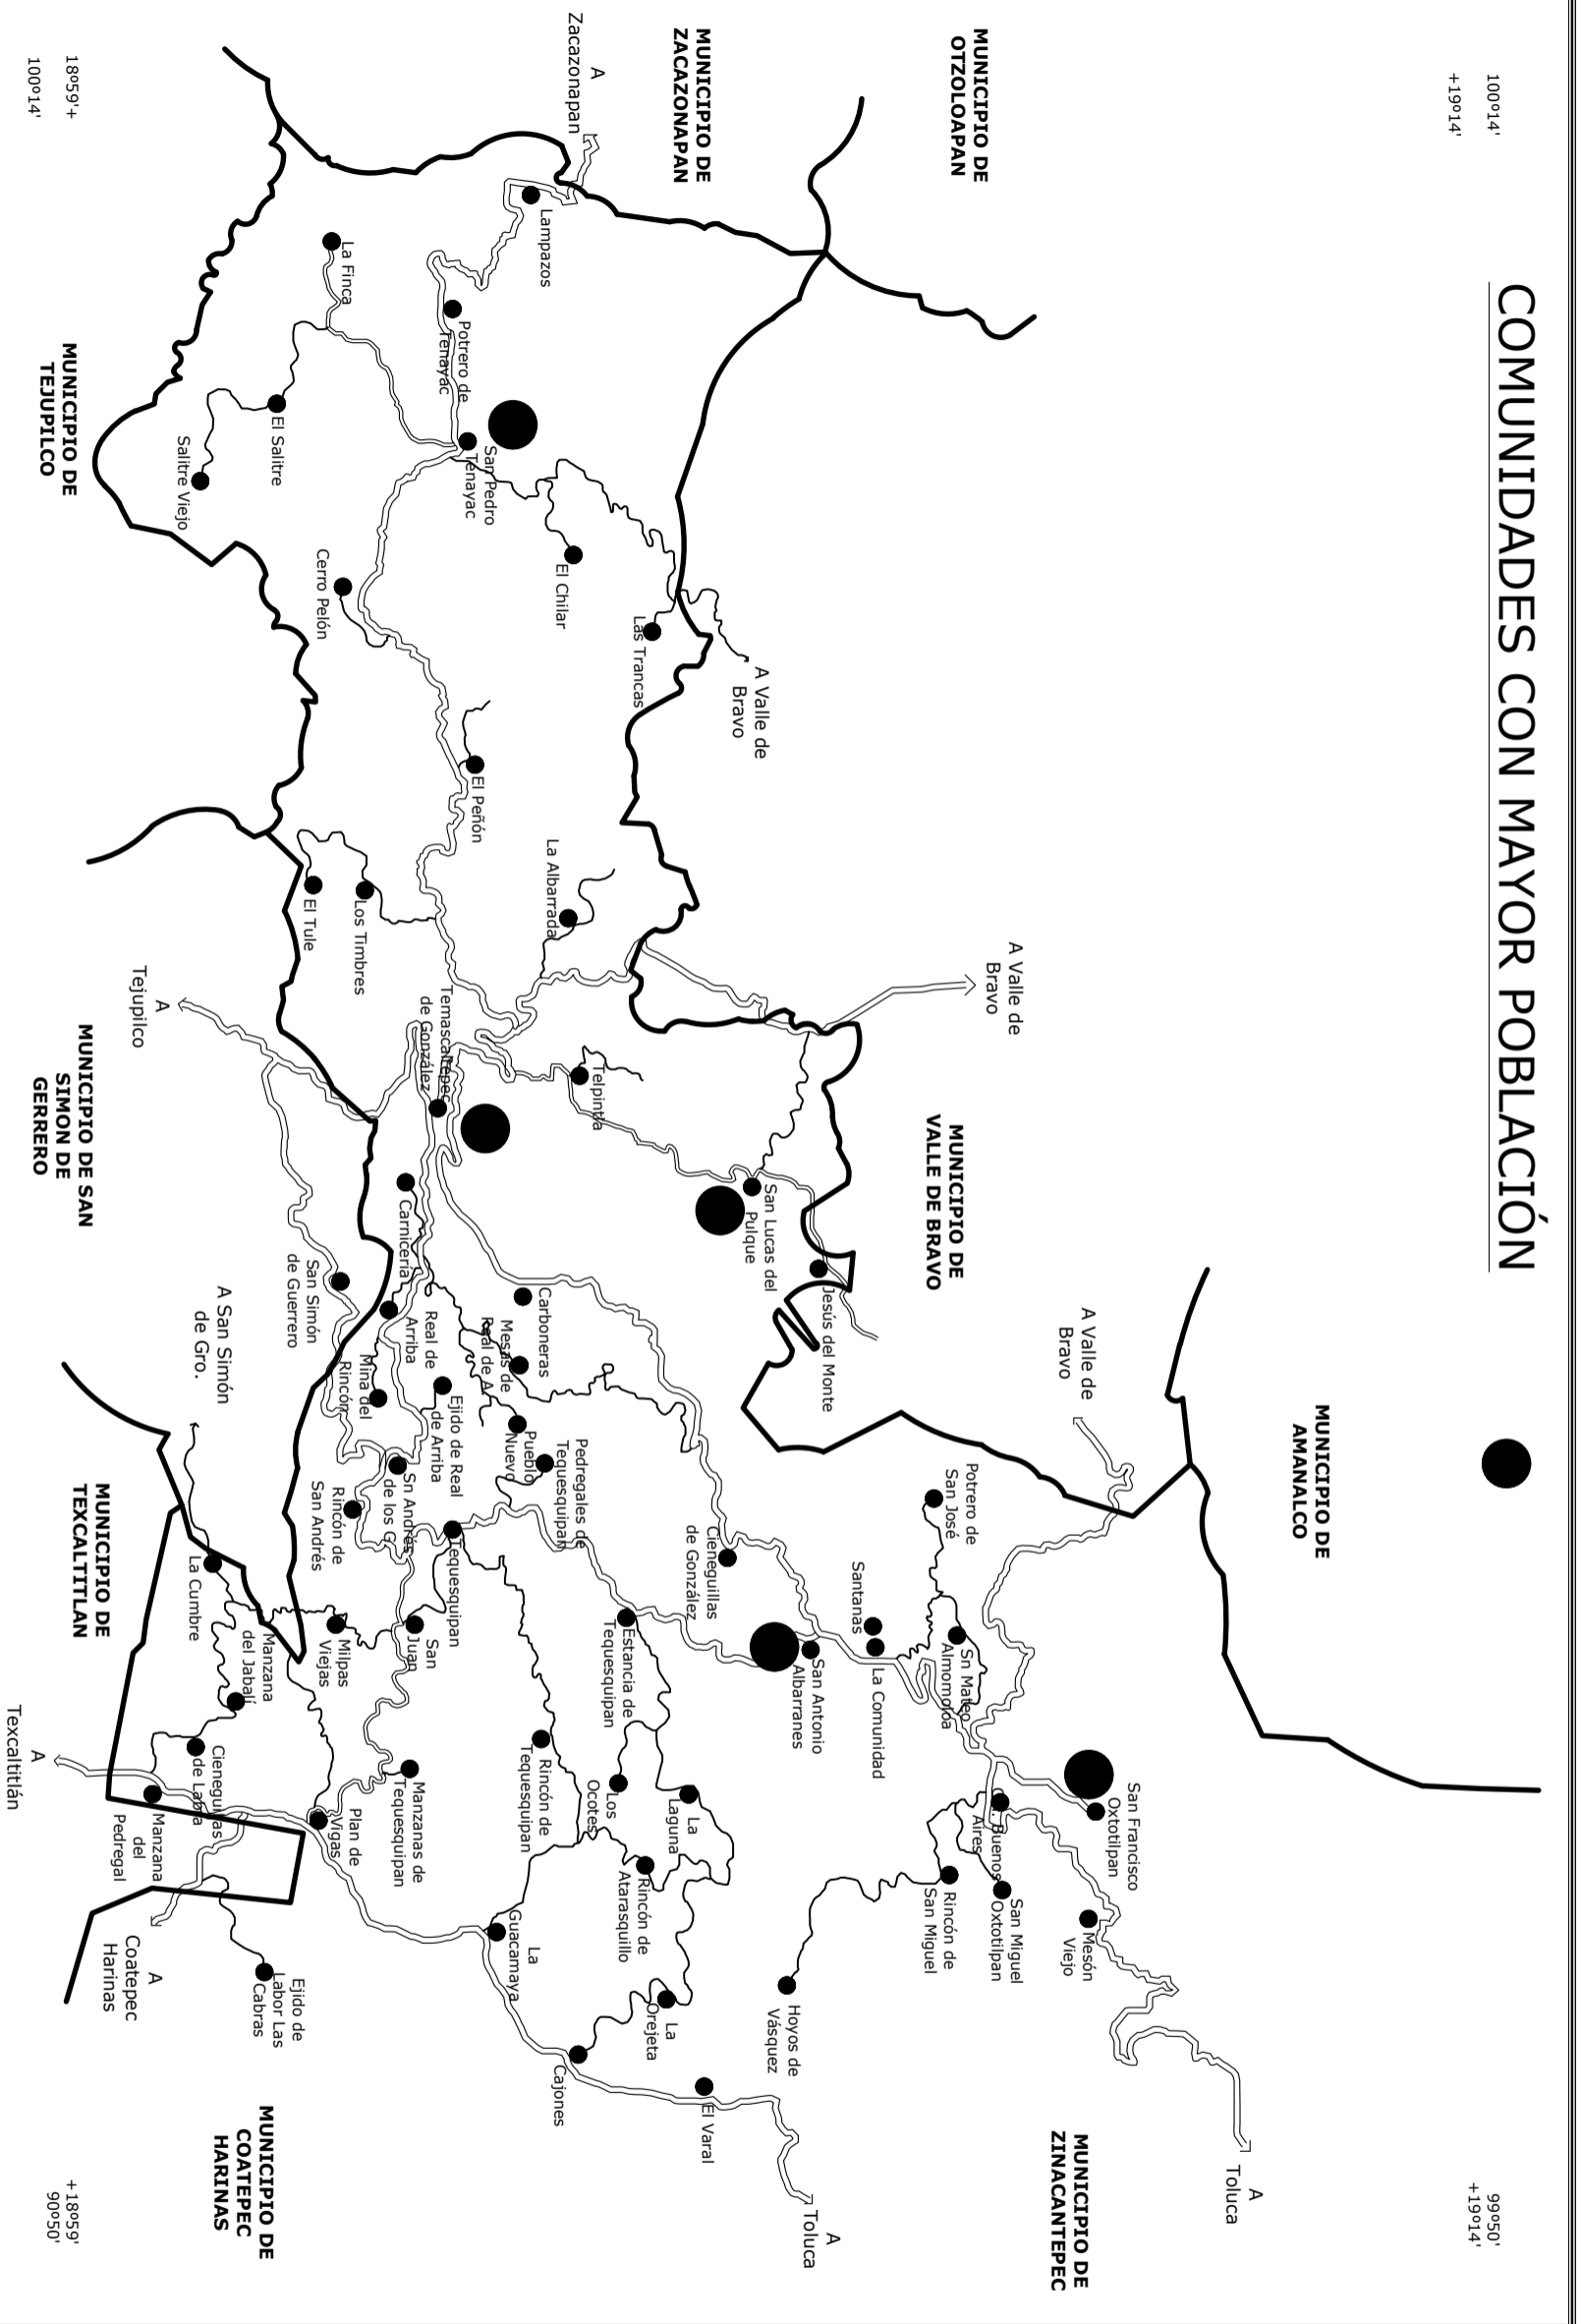 COMUNIDADES CON MAYOR POBLACIÓN
100º14'
+19º14'
99º50'
+19º14'
MUNICIPIO DE
AMANALCO
MUNICIPIO DE
OTZOLOAPAN
MUNICIPIO DE
VALLE DE BRAVO
MUNICIPIO DE
ZINACANTEPEC
MUNICIPIO DE
ZACAZONAPAN
A
Zacazonapan
A Valle de
Bravo
A Valle de
Bravo
A Valle de
Bravo
A
Toluca
A
Toluca
Lampazos
La Finca
Potrero de
Tenayac
San Pedro
Tenayac
El Salitre
Salitre Viejo
El Chilar
Las Trancas
Cerro Pelón
El Peñón
La Albarrada
Los Timbres
El Tule
Temascaltepec
de González
Telpintla
San Lucas del
Pulque
Jesús del Monte
Carnicería
Carboneras
Mesas de
Real de A.
Real de
Arriba
Mina del
Rincón
Ejido de Real
de Arriba
Pueblo
Nuevo
Pedregales de
Tequesquipan
San Simón
de Guerrero
Sn Andrés
de los G.
Rincón de
San Andrés
Tequesquipan
Cieneguillas
de González
Potrero de
San José
Santanas
La Comunidad
San Antonio
Albarranes
Sn Mateo
Almomoloa
San Francisco
Oxtotilpan
Buenos
Aires
San Miguel
Oxtotilpan
Rincón de
San Miguel
Mesón
Viejo
Hoyos de
Vásquez
Estancia de
Tequesquipan
Rincón de
Tequesquipan
Los
Ocotes
La
Laguna
Rincón de
Atarasquillo
La
Orejeta
La
Guacamaya
Cajones
El Varal
San
Juan
Milpas
Viejas
La Cumbre
Manzana
del Jabalí
Cieneguillas
de Labra
Manzana
del
Pedregal
Manzanas de
Tequesquipan
Plan de
Vigas
Ejido de
Labor Las
Cabras
A
Tejupilco
A San Simón
de Gro.
A
Texcaltitlán
A
Coatepec
Harinas
MUNICIPIO DE
TEJUPILCO
MUNICIPIO DE SAN
SIMON DE
GERRERO
MUNICIPIO DE
TEXCALTITLAN
MUNICIPIO DE
COATEPEC
HARINAS
18º59'+
100º14'
+18º59'
90º50'